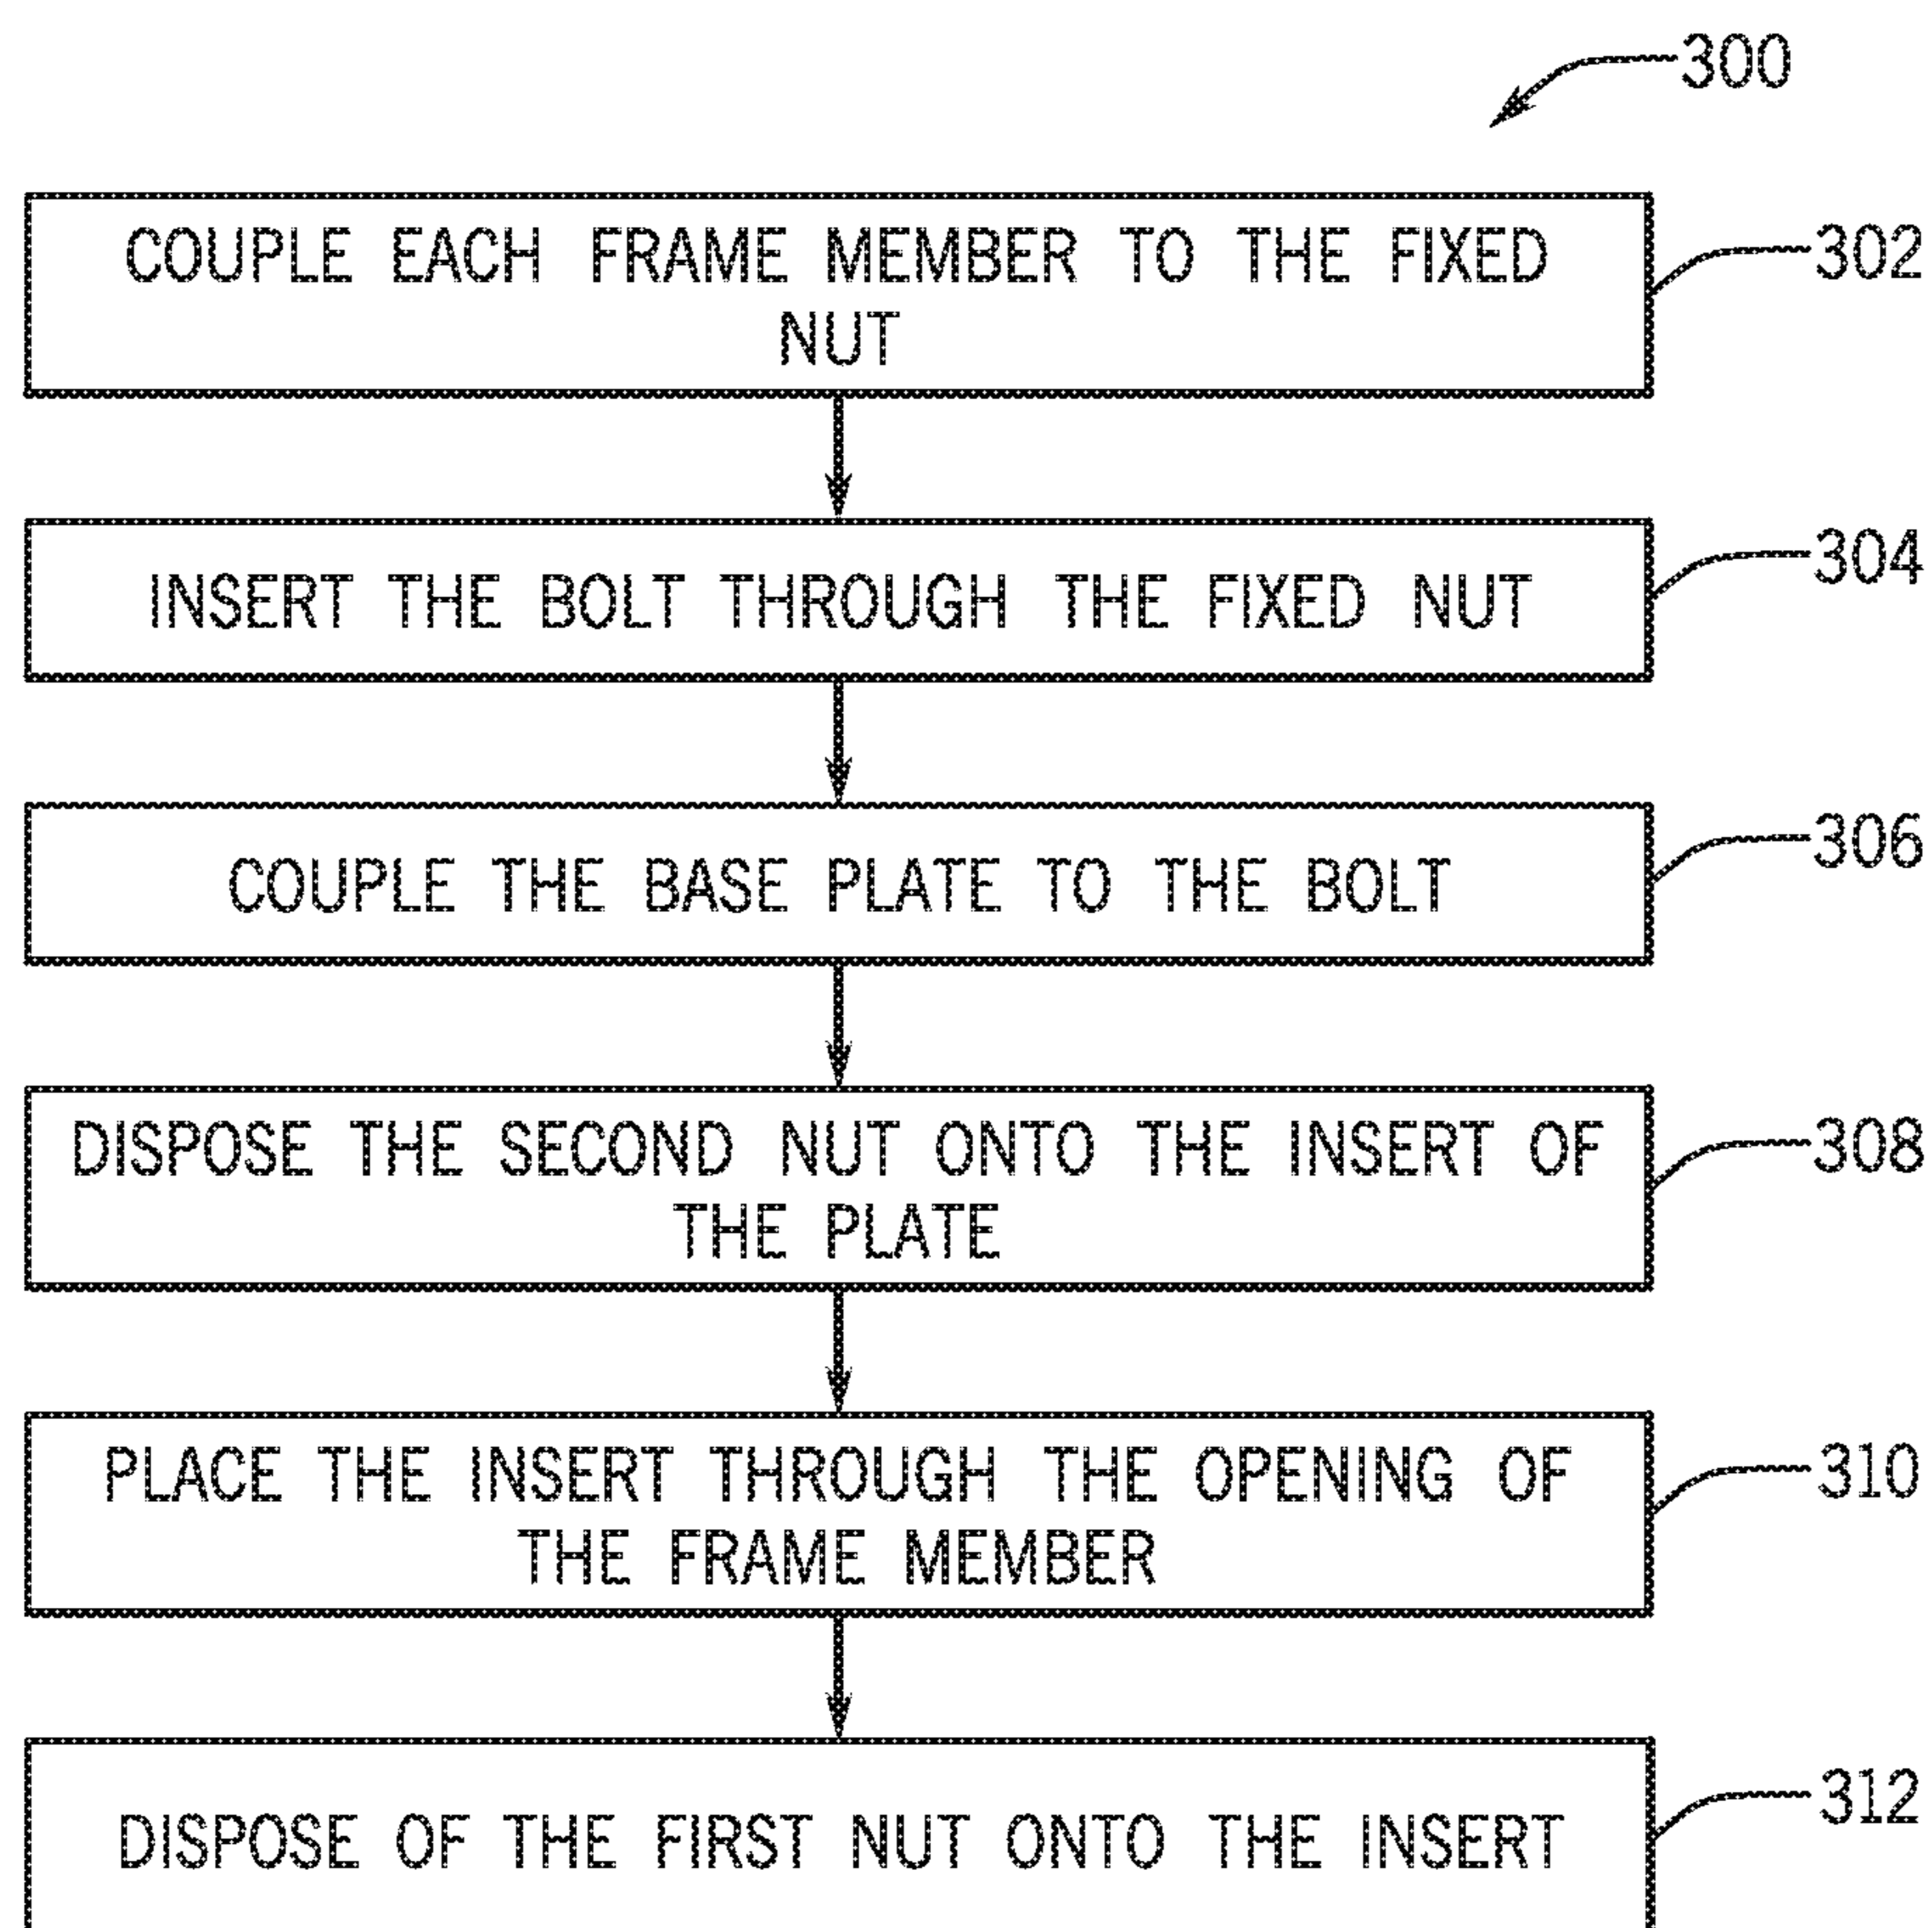 300
COUPLE EACH FRAME MEMBER TO THE FIXED
NUT
302
INSERT THE BOLT THROUGH THE FIXED NUT
304
COUPLE THE BASE PLATE TO THE BOLT
306
DISPOSE THE SECOND NUT ONTO THE INSERT OF
THE PLATE
308
PLACE THE INSERT THROUGH THE OPENING OF
THE FRAME MEMBER
310
DISPOSE OF THE FIRST NUT ONTO THE INSERT
312